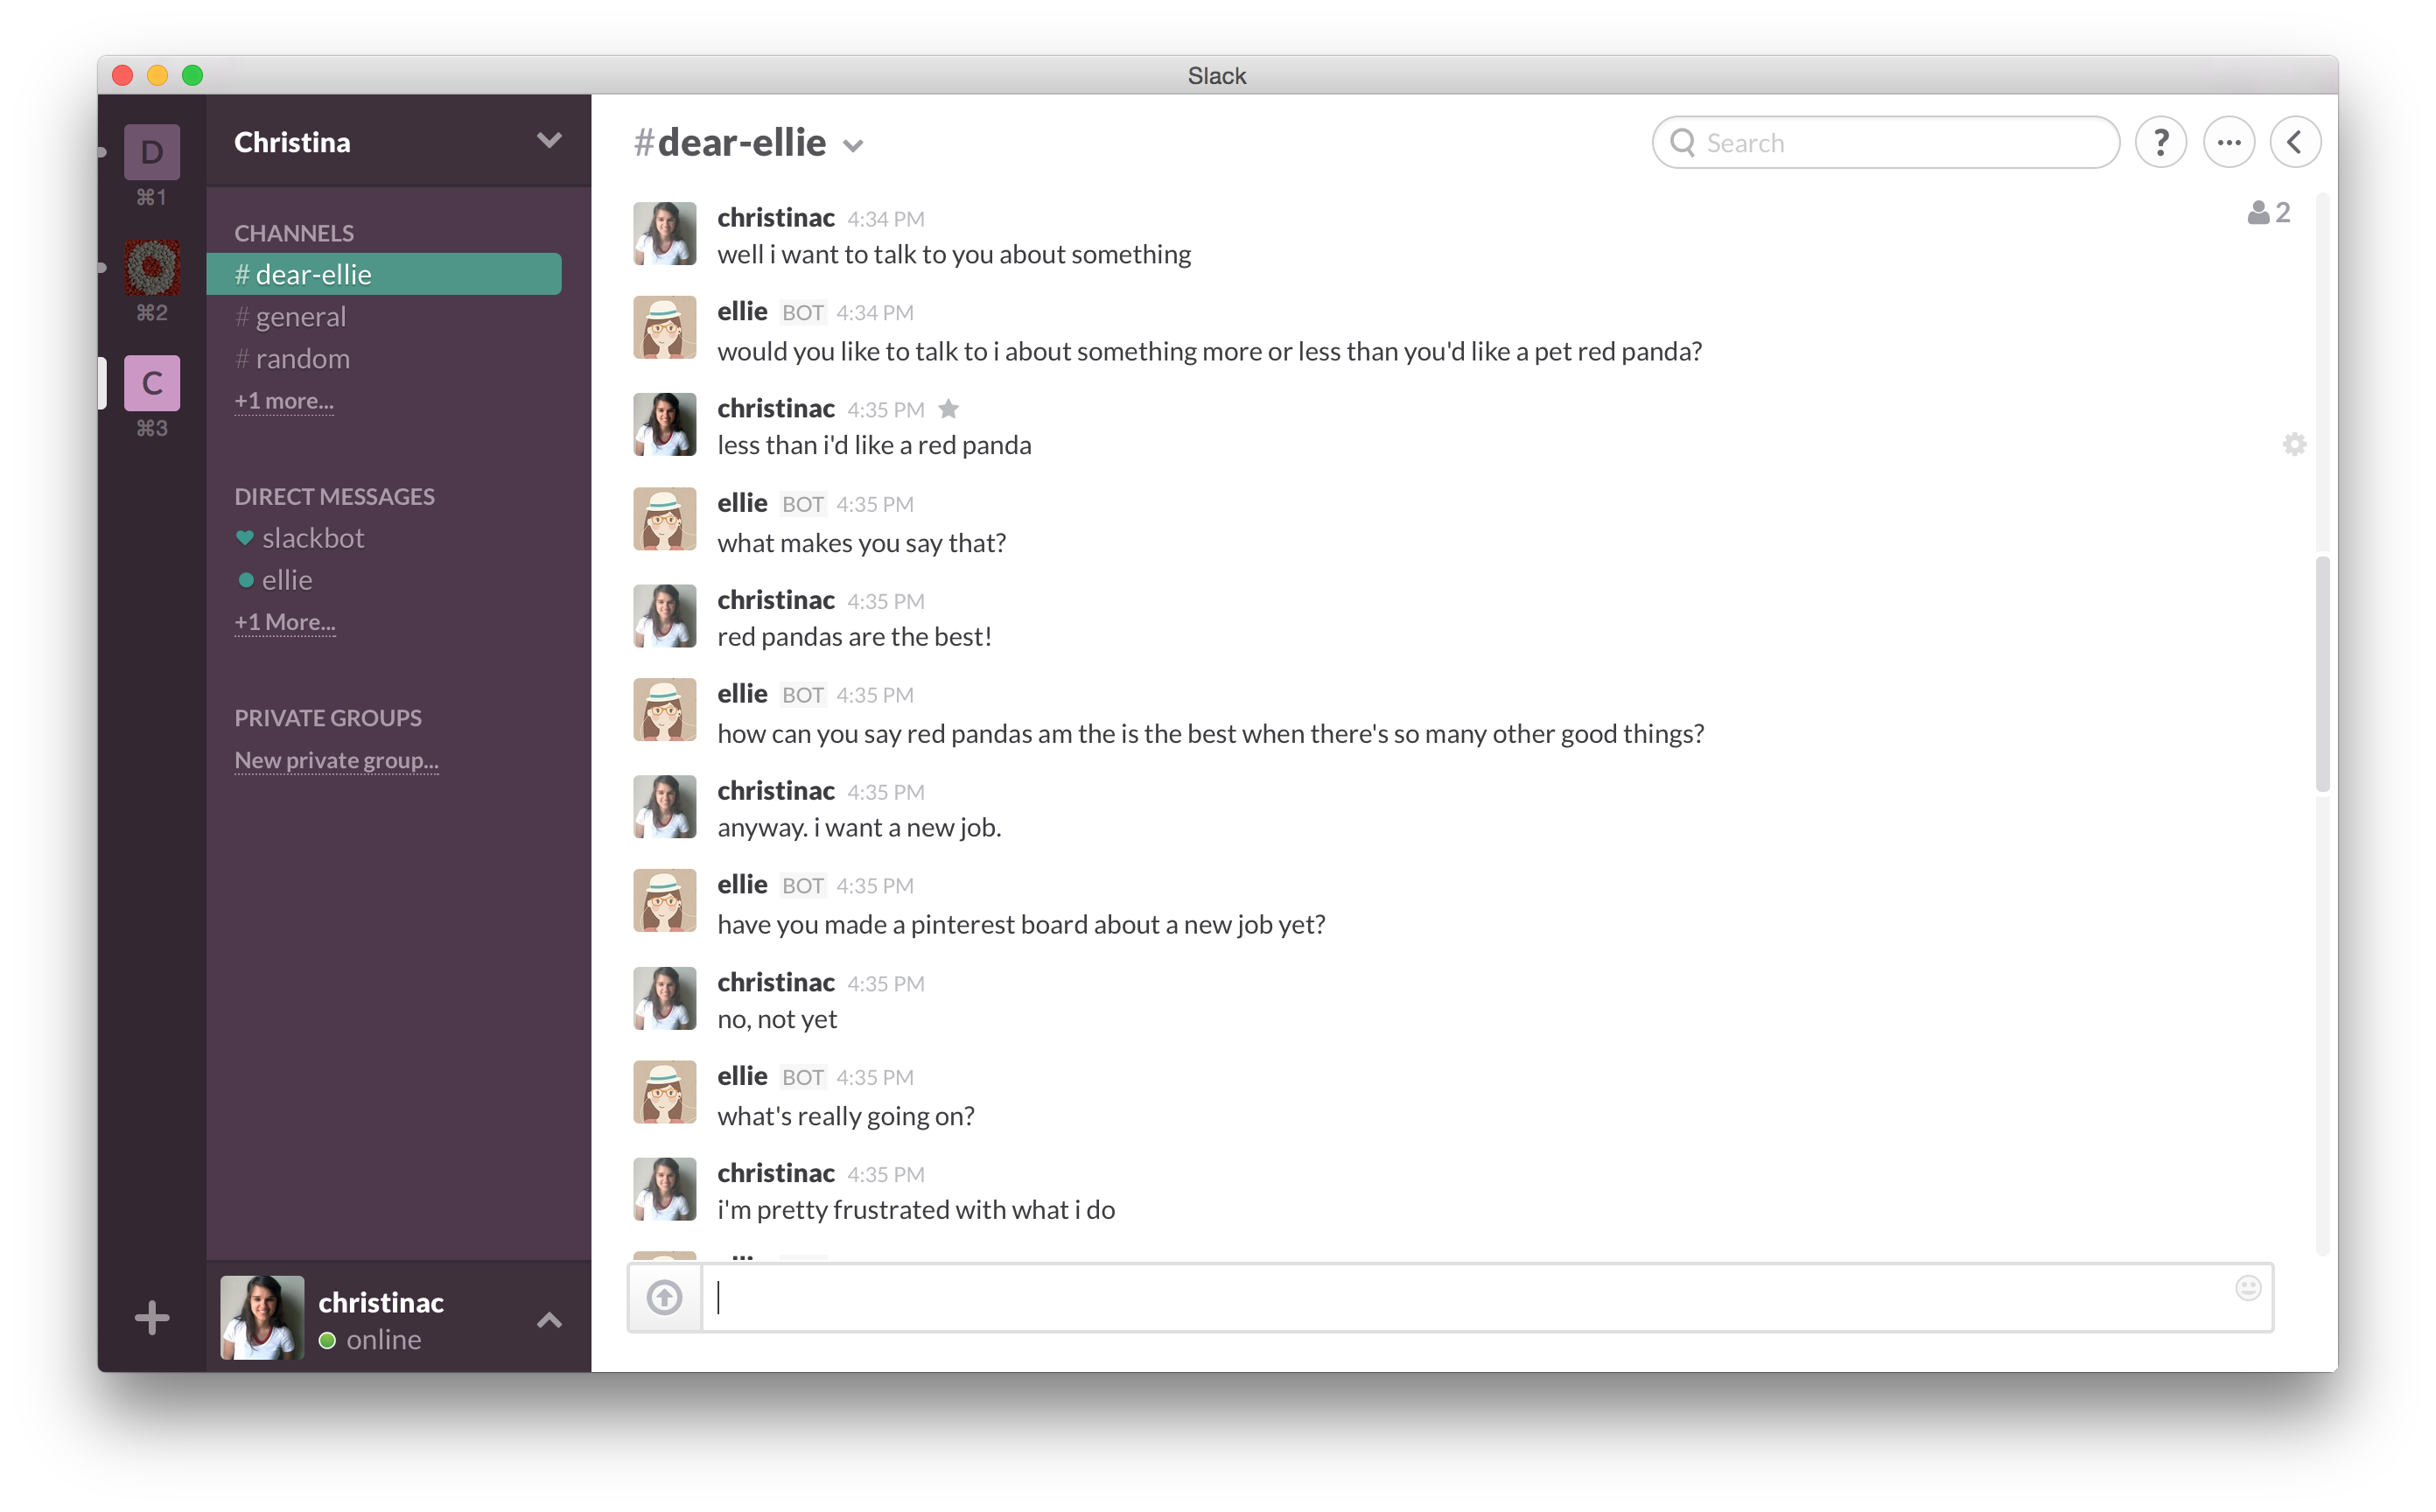 Slack
D
⌘1
⌘2
C
⌘3
Christina
CHANNELS
# dear-ellie
# general
# random
+1 more...
DIRECT MESSAGES
slackbot
ellie
+1 More...
PRIVATE GROUPS
New private group...
christinac
online
#dear-ellie
Search
?
2
christinac 4:34 PM
well i want to talk to you about something
ellie BOT 4:34 PM
would you like to talk to i about something more or less than you'd like a pet red panda?
christinac 4:35 PM
less than i'd like a red panda
ellie BOT 4:35 PM
what makes you say that?
christinac 4:35 PM
red pandas are the best!
ellie BOT 4:35 PM
how can you say red pandas am the is the best when there's so many other good things?
christinac 4:35 PM
anyway. i want a new job.
ellie BOT 4:35 PM
have you made a pinterest board about a new job yet?
christinac 4:35 PM
no, not yet
ellie BOT 4:35 PM
what's really going on?
christinac 4:35 PM
i'm pretty frustrated with what i do